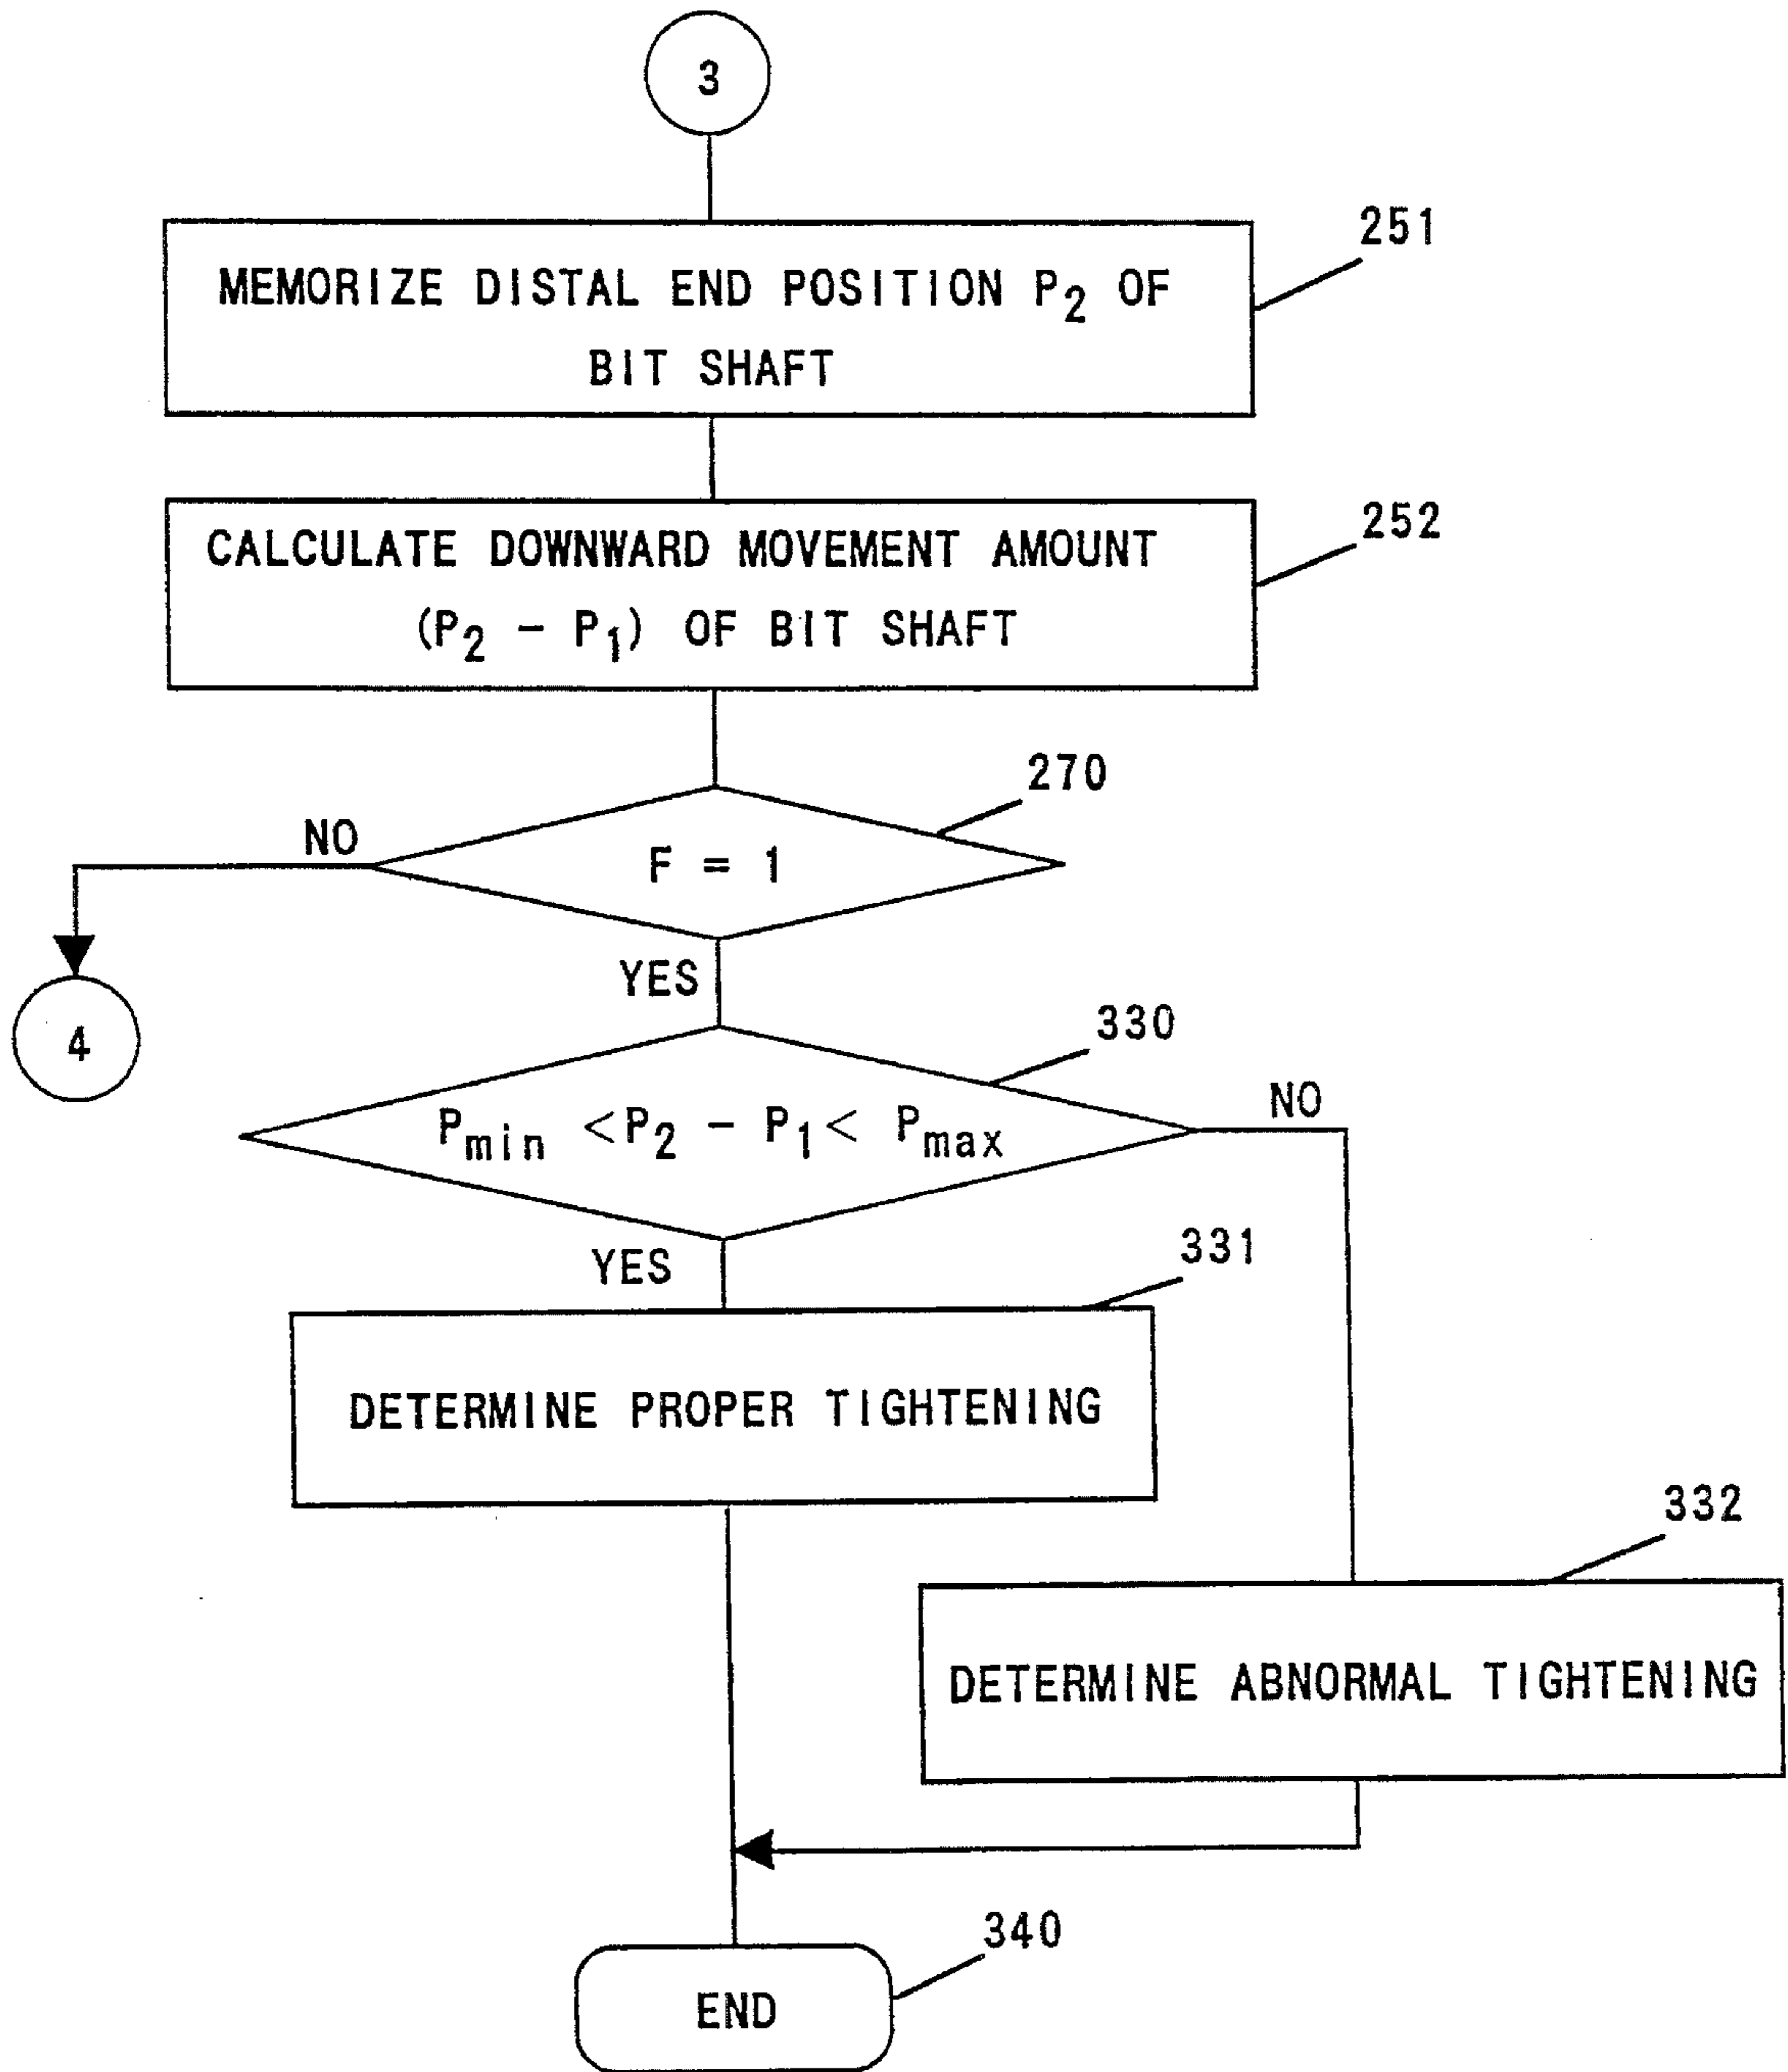 3
251
MEMORIZE DISTAL END POSITION P2 OF
BIT SHAFT
252
CALCULATE DOWNWARD MOVEMENT AMOUNT
(P2 - P1) OF BIT SHAFT
270
NO
F = 1
YES
4
330
NO
Pmin <P2 - P1< Pmax
YES
331
DETERMINE PROPER TIGHTENING
332
DETERMINE ABNORMAL TIGHTENING
340
END